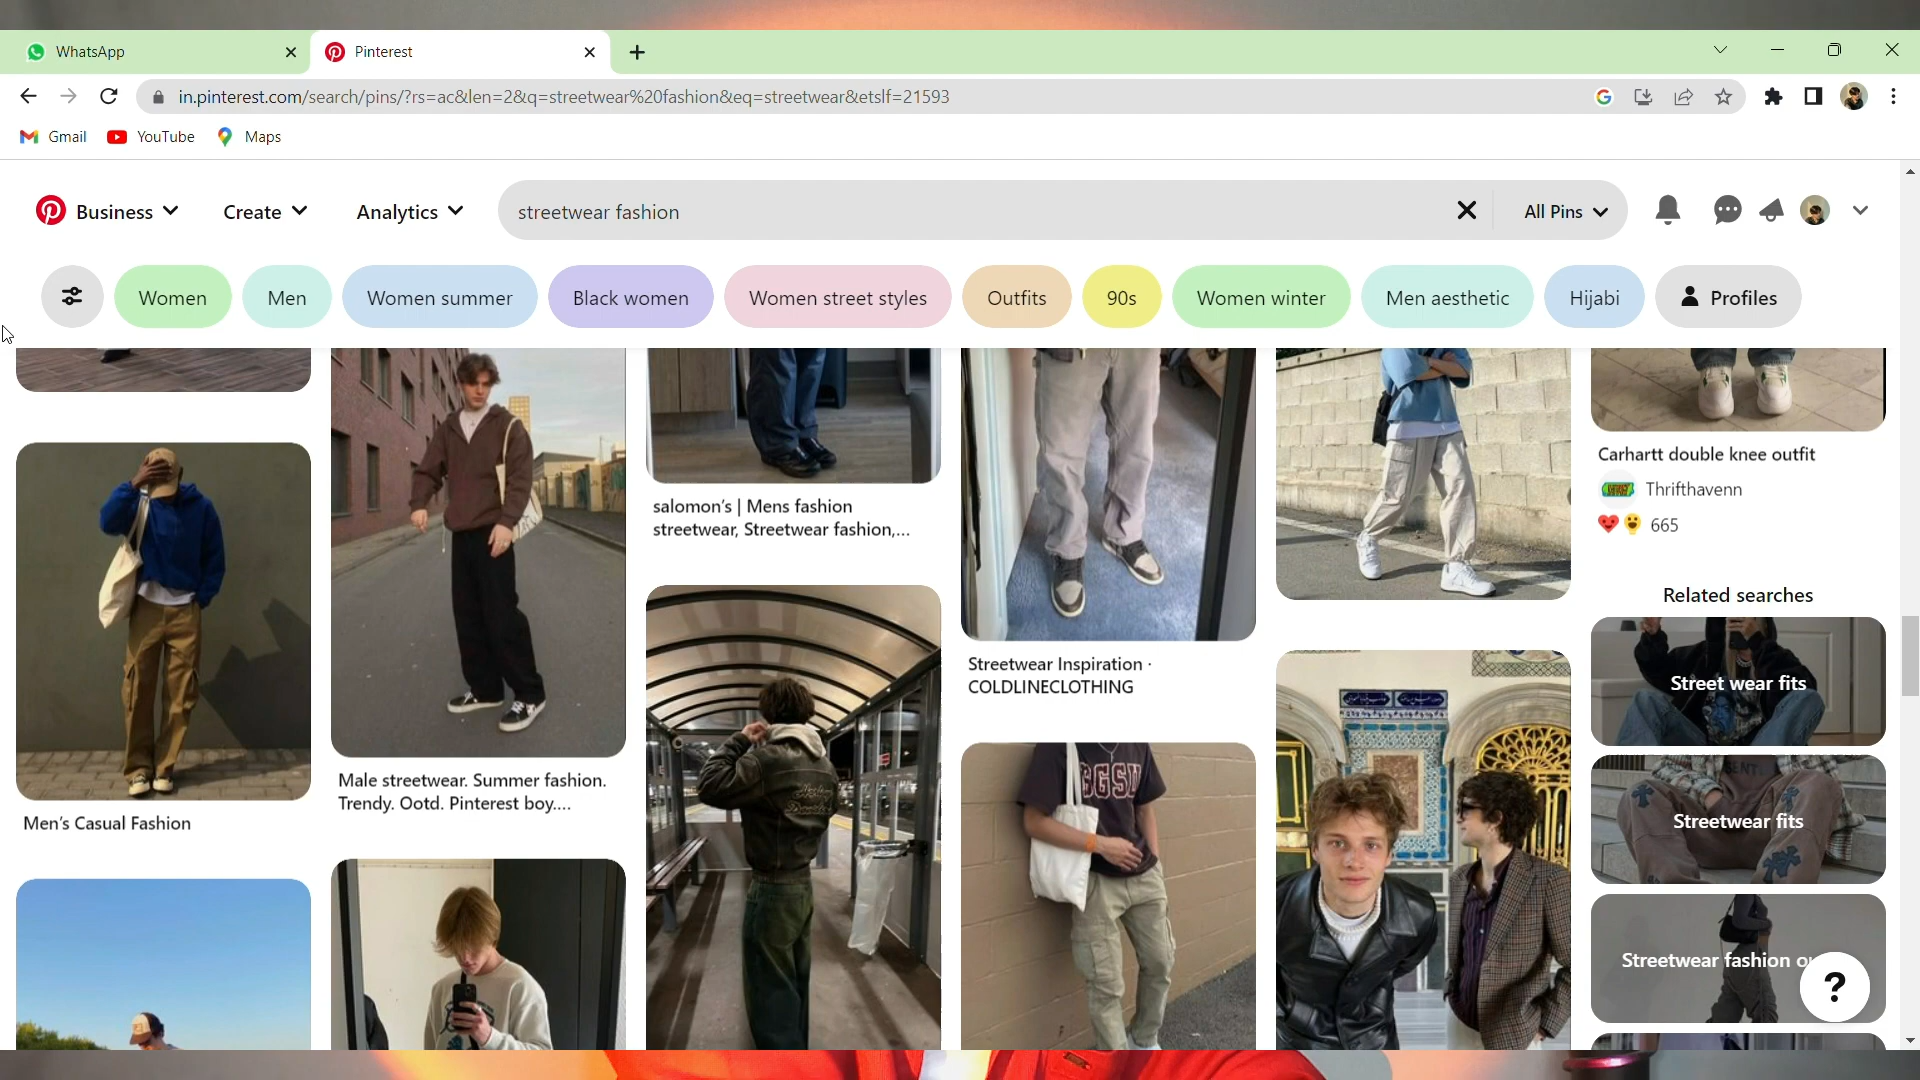 WhatsApp
Pinterest
in.pinterest.com/search/pins/?rs=ac&len=2&q=streetwear%20fashion&eq=streetwear&etslf=21593
Gmail
YouTube
Maps
Business
Create
Analytics
streetwear fashion
All Pins
Women
Men
Women summer
Black women
Women street styles
Outfits
90s
Women winter
Men aesthetic
Hijabi
Profiles
Men's Casual Fashion
Male streetwear. Summer fashion.
Trendy. Ootd. Pinterest boy....
salomon's | Mens fashion
streetwear, Streetwear fashion,...
Streetwear Inspiration ·
COLDLINECLOTHING
GGSU
Carhartt double knee outfit
Thrifthavenn
665
Related searches
Street wear fits
Streetwear fits
Streetwear fashion
?